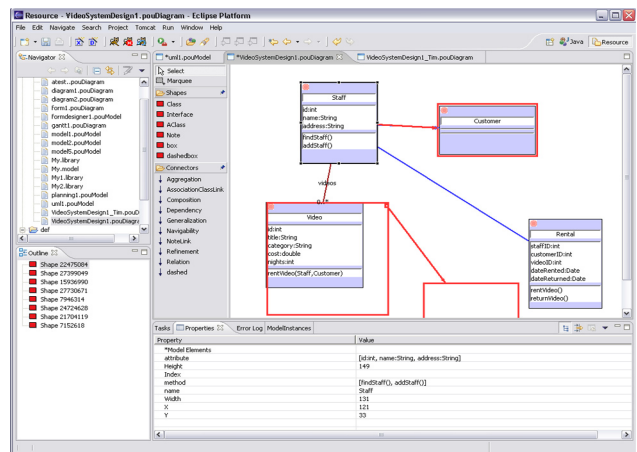 Resource - VideoSystemDesign1.pouDiagram - Eclipse Platform
File Edit Navigate Search Project Tomcat Run Window Help
Java Resource
Navigator
*uml1.pouModel *VideoSystemDesign1.pouDiagram VideoSystemDesign1_Tim.pouDiagram
atest..pouDiagram
diagram1.pouDiagram
diagram2.pouDiagram
form1.pouDiagram
formdesigner1.pouModel
gantt1.pouDiagram
model1.pouModel
model2.pouModel
model5.pouModel
My.library
My.model
My1.library
My2.library
planning1.pouModel
uml1.pouModel
VideoSystemDesign1_Tim.pouD
VideoSystemDesign1.pouDiagra
def
Select
Marquee
Shapes
Class
Interface
AClass
Note
box
dashedbox
Connectors
Aggregation
AssociationClassLink
Composition
Dependency
Generalization
Navigability
NoteLink
Refinement
Relation
dashed
Staff
id:int
name:String
address:String
findStaff()
addStaff()
Customer
videos
0..*
Video
id:int
title:String
category:String
cost:double
nights:int
rentVideo(Staff,Customer)
Rental
staffID:int
customerID:int
videoID:int
dateRented:Date
dateReturned:Date
rentVideo()
returnVideo()
Outline
Shape 22475084
Shape 27399049
Shape 15936990
Shape 27730671
Shape 7946314
Shape 24724628
Shape 21704119
Shape 7152618
Tasks Properties Error Log ModelInstances
Property Value
*Model Elements
attribute [id:int, name:String, address:String]
Height 149
Index
method [findStaff(), addStaff()]
name Staff
Width 131
X 121
Y 33